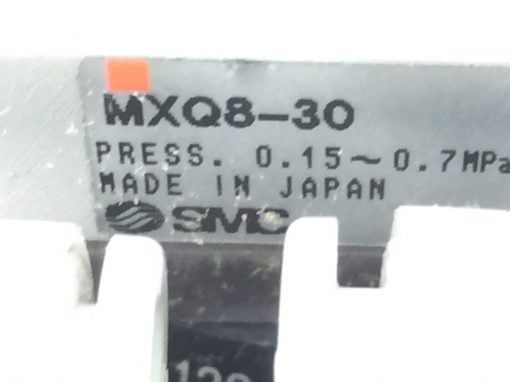 MXQ8-30
PRESS. 0.15~0.7MPa
MADE IN JAPAN
SMC